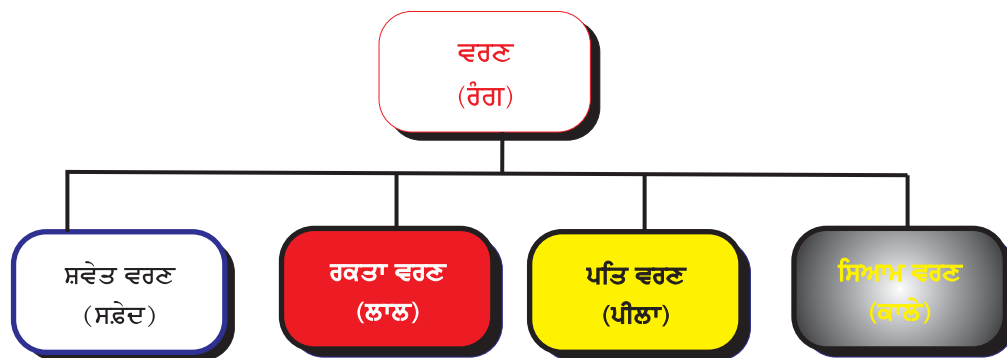 ਵਰਣ
(ਰੰਗ)
ਸ਼ਵੇਤ ਵਰਣ
(ਸਫ਼ੇਦ)
ਰਕਤਾ ਵਰਣ
(ਲਾਲ)
ਪਤਿ ਵਰਣ
(ਪੀਲਾ)
ਸਿਆਮ ਵਰਣ
(ਕਾਲੇ)